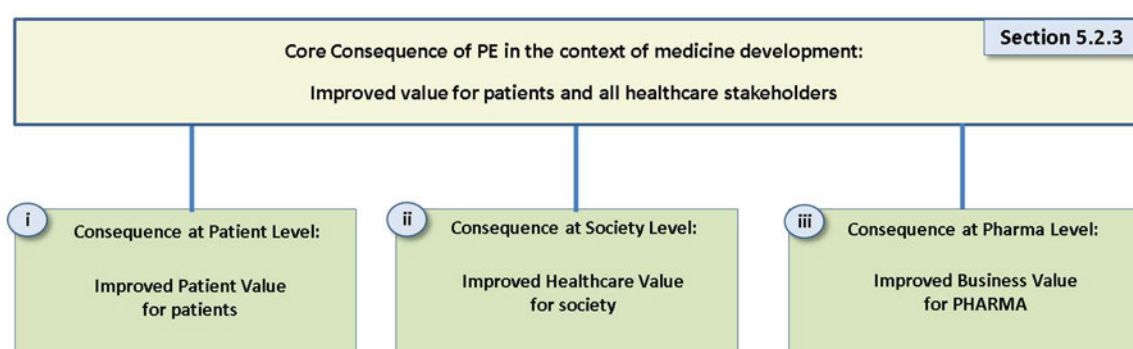 Section 5.2.3
Core Consequence of PE in the context of medicine development:
Improved value for patients and all healthcare stakeholders
i
Consequence at Patient Level:
Improved Patient Value
for patients
ii
Consequence at Society Level:
Improved Healthcare Value
for society
iii
Consequence at Pharma Level:
Improved Business Value
for PHARMA